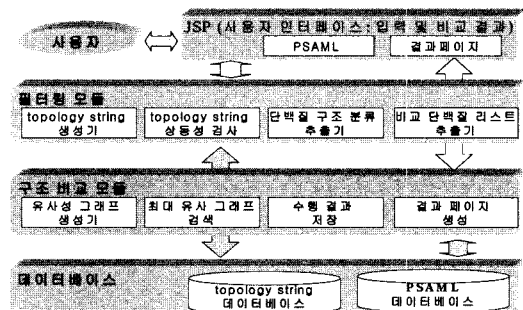 사용자
JSP (사용자 인터베이스:입력 및 비교 결과)
PSAML
결과페이지
필터링 모듈
topology string
생성기
topology string
상동성 검사
단백질 구조 분류
추출기
비교 단백질 리스트
추출기
구조 비교 모듈
유사성 그래프
생성기
최대 유사 그래프
검색
수행 결과
저장
결과 페이지
생성
데이터베이스
topology string
데이터베이스
PSAML
데이터베이스